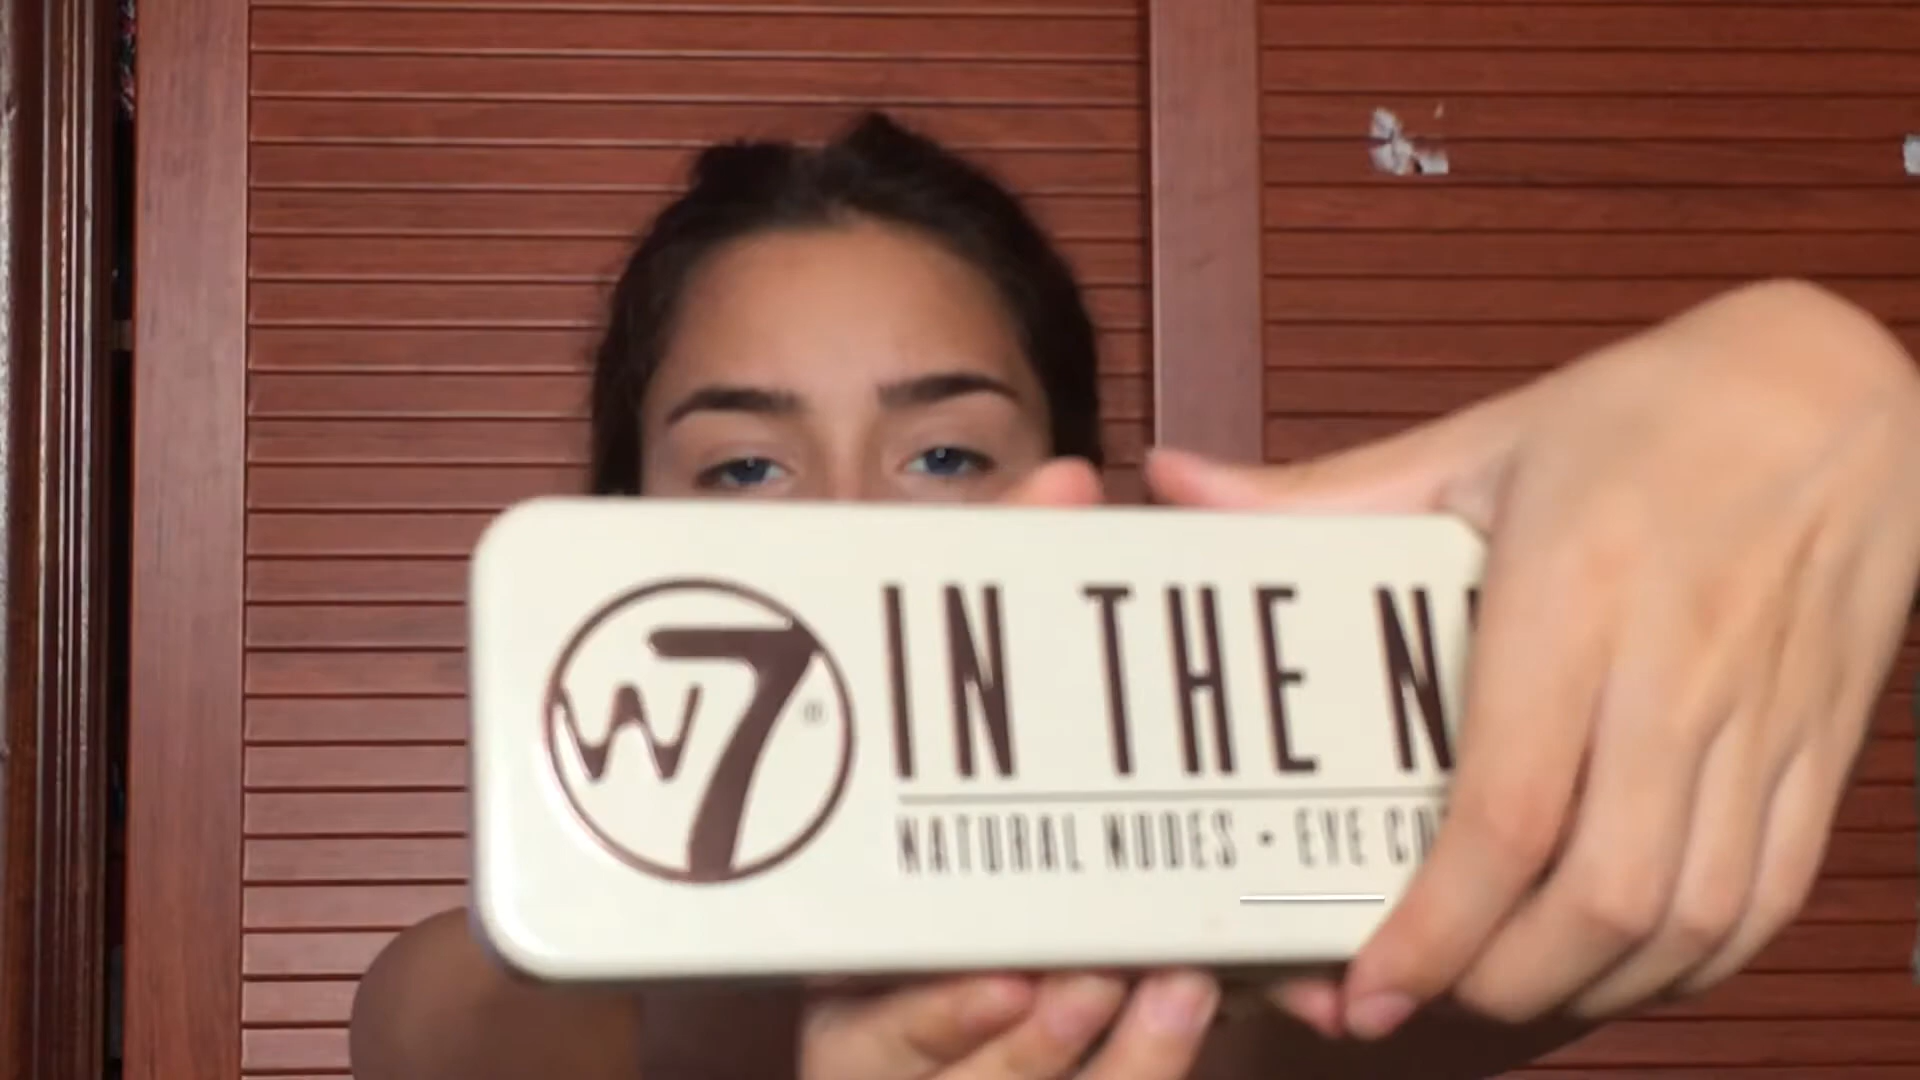 W7
IN THE
NATURAL NUDES • EYE